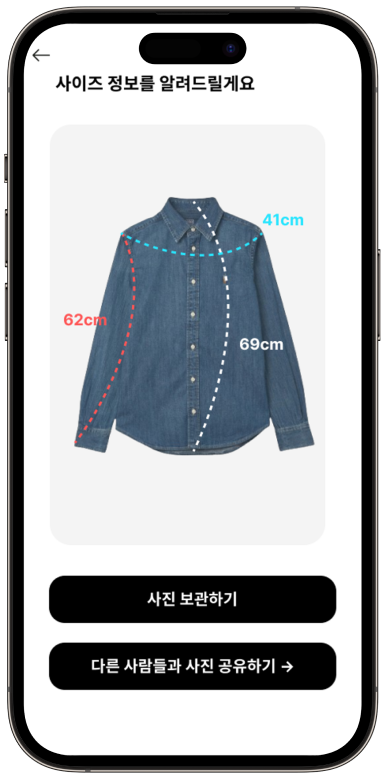 ←
사이즈 정보를 알려드릴게요
41cm
62cm
69cm
사진 보관하기
다른 사람들과 사진 공유하기 →